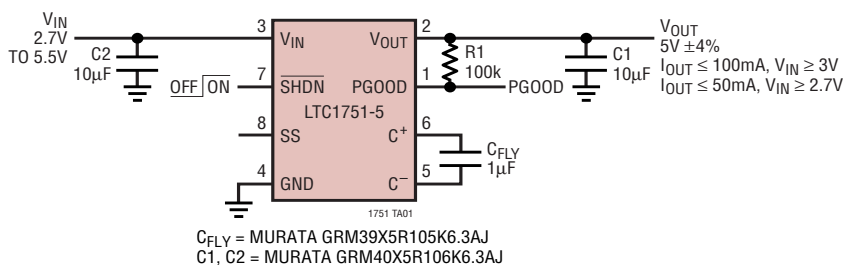 VIN
2.7V
TO 5.5V
C2
10µF
3
VIN
VOUT
2
R1
100k
C1
10µF
VOUT
5V ±4%
IOUT ≤ 100mA, VIN ≥ 3V
IOUT ≤ 50mA, VIN ≥ 2.7V
OFF ON
7
SHDN
PGOOD
1
PGOOD
LTC1751-5
8
SS
C+
6
CFLY
1µF
4
GND
C−
5
1751 TA01
CFLY = MURATA GRM39X5R105K6.3AJ
C1, C2 = MURATA GRM40X5R106K6.3AJ